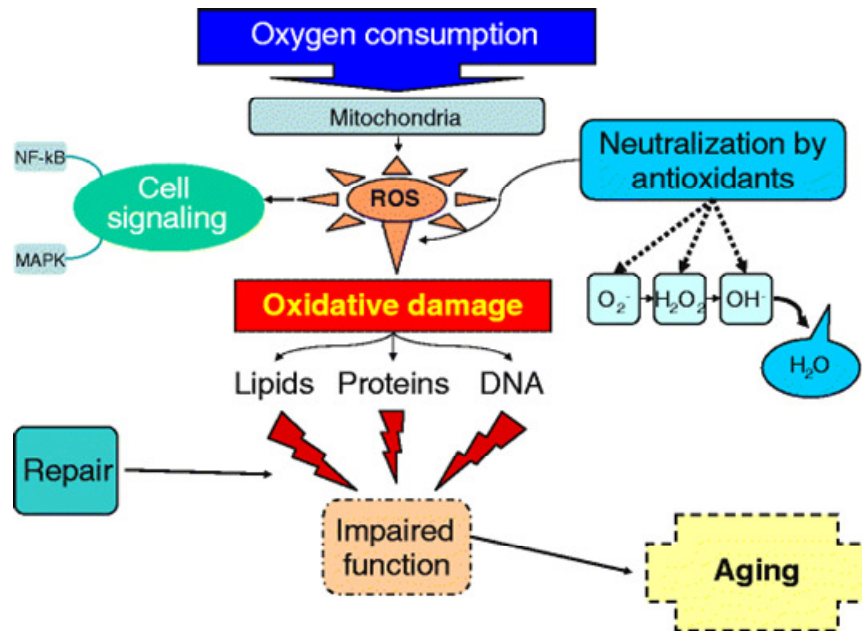 Oxygen consumption
Mitochondria
NF-kB
Cell
signaling
MAPK
ROS
Neutralization by
antioxidants
O₂⁻
H₂O₂
OH⁻
H₂O
Oxidative damage
Lipids Proteins DNA
Repair
Impaired
function
Aging